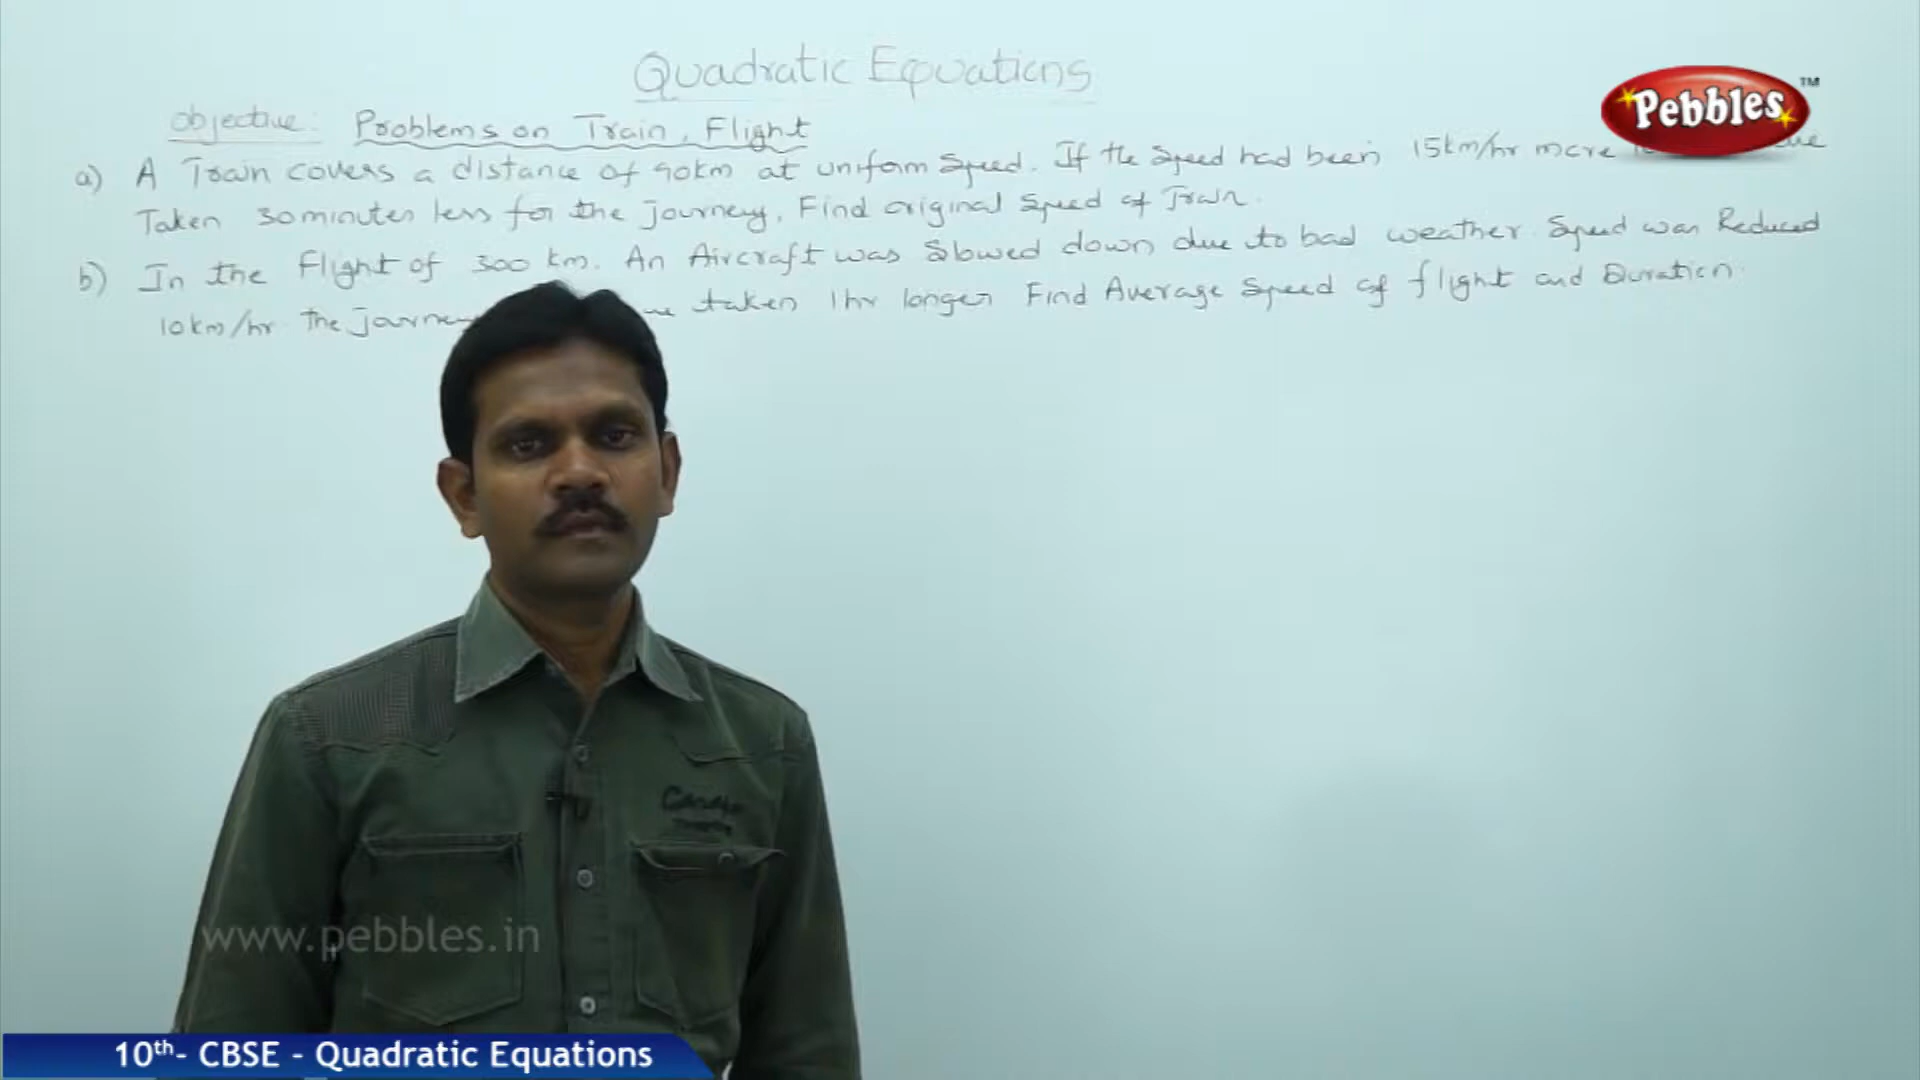 Quadratic Equations
Objective: Problems on Train, Flight
Pebbles™
a) A Train covers a distance of 90km at uniform speed. If the speed had been 15km/hr more
Taken 30minutes less for the journey, Find original speed of Train.
b) In the flight of 300 km. An Aircraft was slowed down due to bad weather. Speed was Reduced
10km/hr. The journey taken 1hr longer Find Average speed of flight and Duration.
www.pebbles.in
10th- CBSE - Quadratic Equations